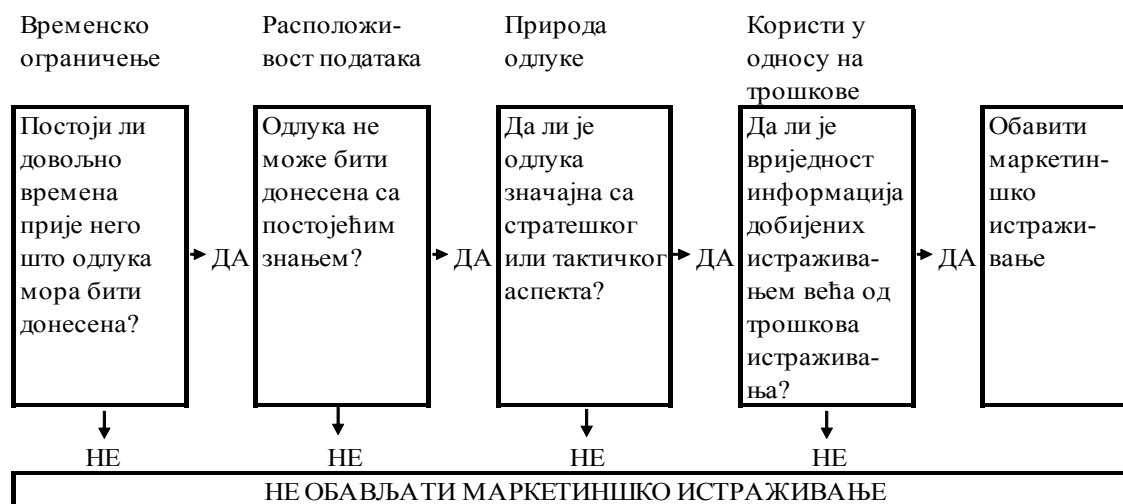 Временско
ограничење
Расположи-
вост података
Природа
одлуке
Користи у
односу на
трошкове
Постоји ли
довољно
времена
прије него
што одлука
мора бити
донесена?
ДА
Одлука не
може бити
донесена са
постојећим
знањем?
ДА
Да ли је
одлука
значајна са
стратешког
или тактичког
аспекта?
ДА
Да ли је
вриједност
информација
добијених
истражива-
њем већа од
трошкова
истражива-
ња?
ДА
Обавити
маркетин-
шко
истражи-
вање
НЕ
НЕ
НЕ
НЕ
НЕ ОБАВЉАТИ МАРКЕТИНШКО ИСТРАЖИВАЊЕ